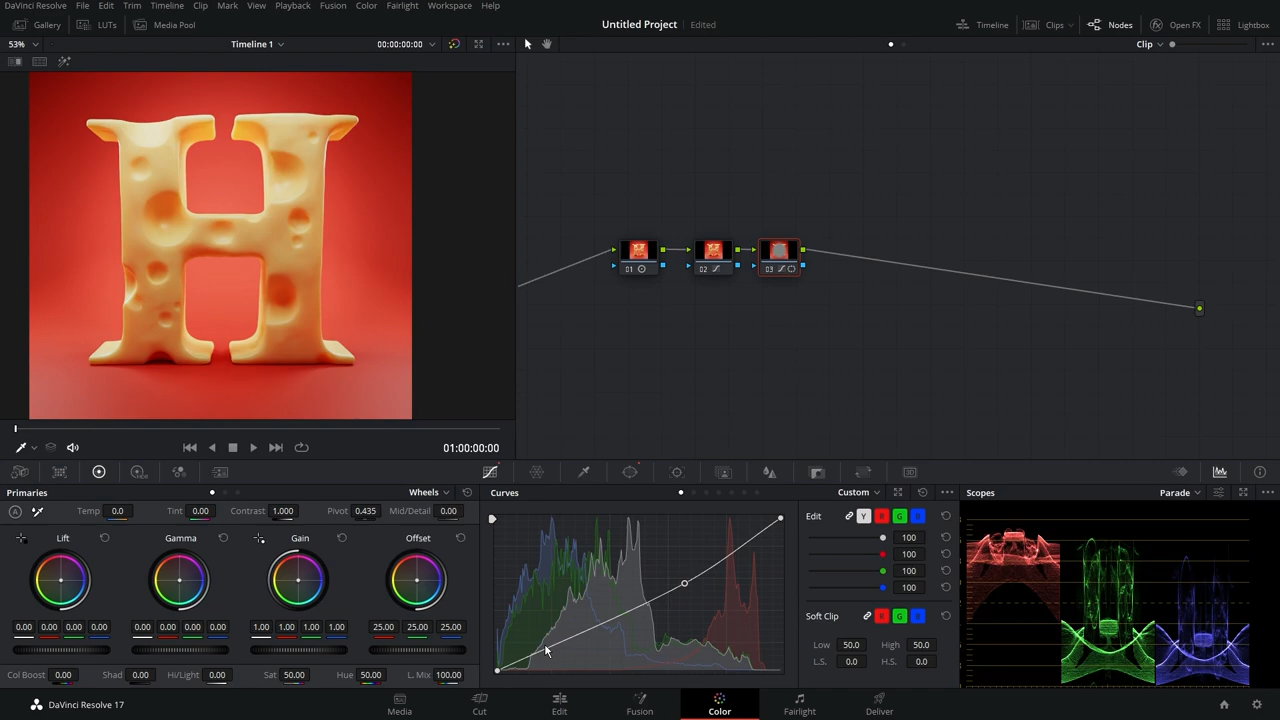 DaVinci Resolve File Edit Trim Timeline Clip Mark View Playback Fusion Color Fairlight Workspace Help
Gallery LUTs Media Pool Untitled Project Edited Timeline Clips Nodes Open FX Lightbox
53% Timeline 1 00:00:00:00 Clip
H
01 02 03
01:00:00:00
Primaries Wheels Curves Custom Scopes Parade
A Temp 0.0 Tint 0.00 Contrast 1.000 Pivot 0.435 Mid/Detail 0.00
Edit Y R G B
Lift Gamma Gain Offset
100
100
100
100
Soft Clip R G B
0.00 0.00 0.00 0.00 0.00 0.00 0.00 0.00 1.00 1.00 1.00 1.00 25.00 25.00 25.00
Low 50.0 High 50.0
L.S. 0.0 H.S. 0.0
Col Boost 0.00 Shad 0.00 Hi/Light 0.00 Sat 50.00 Hue 50.00 L. Mix 100.00
DaVinci Resolve 17 Media Cut Edit Fusion Color Fairlight Deliver